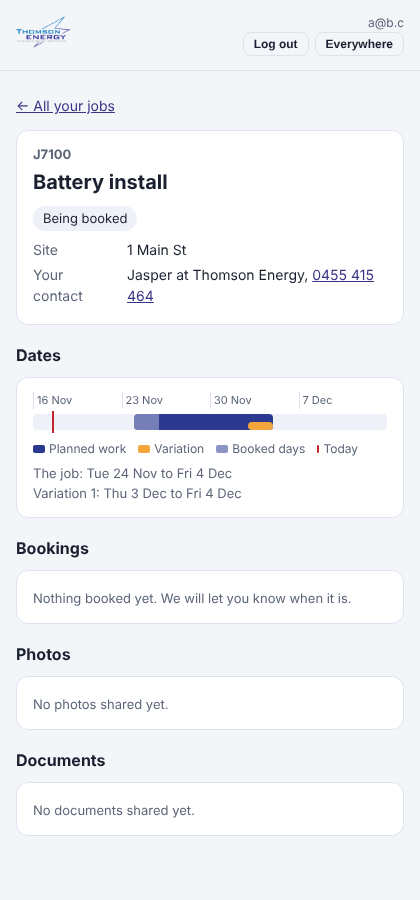 THOMSON
ENERGY
a@b.c
Log out
Everywhere
← All your jobs
J7100
Battery install
Being booked
Site
1 Main St
Your contact
Jasper at Thomson Energy, 0455 415 464
Dates
16 Nov
23 Nov
30 Nov
7 Dec
Planned work
Variation
Booked days
Today
The job: Tue 24 Nov to Fri 4 Dec
Variation 1: Thu 3 Dec to Fri 4 Dec
Bookings
Nothing booked yet. We will let you know when it is.
Photos
No photos shared yet.
Documents
No documents shared yet.